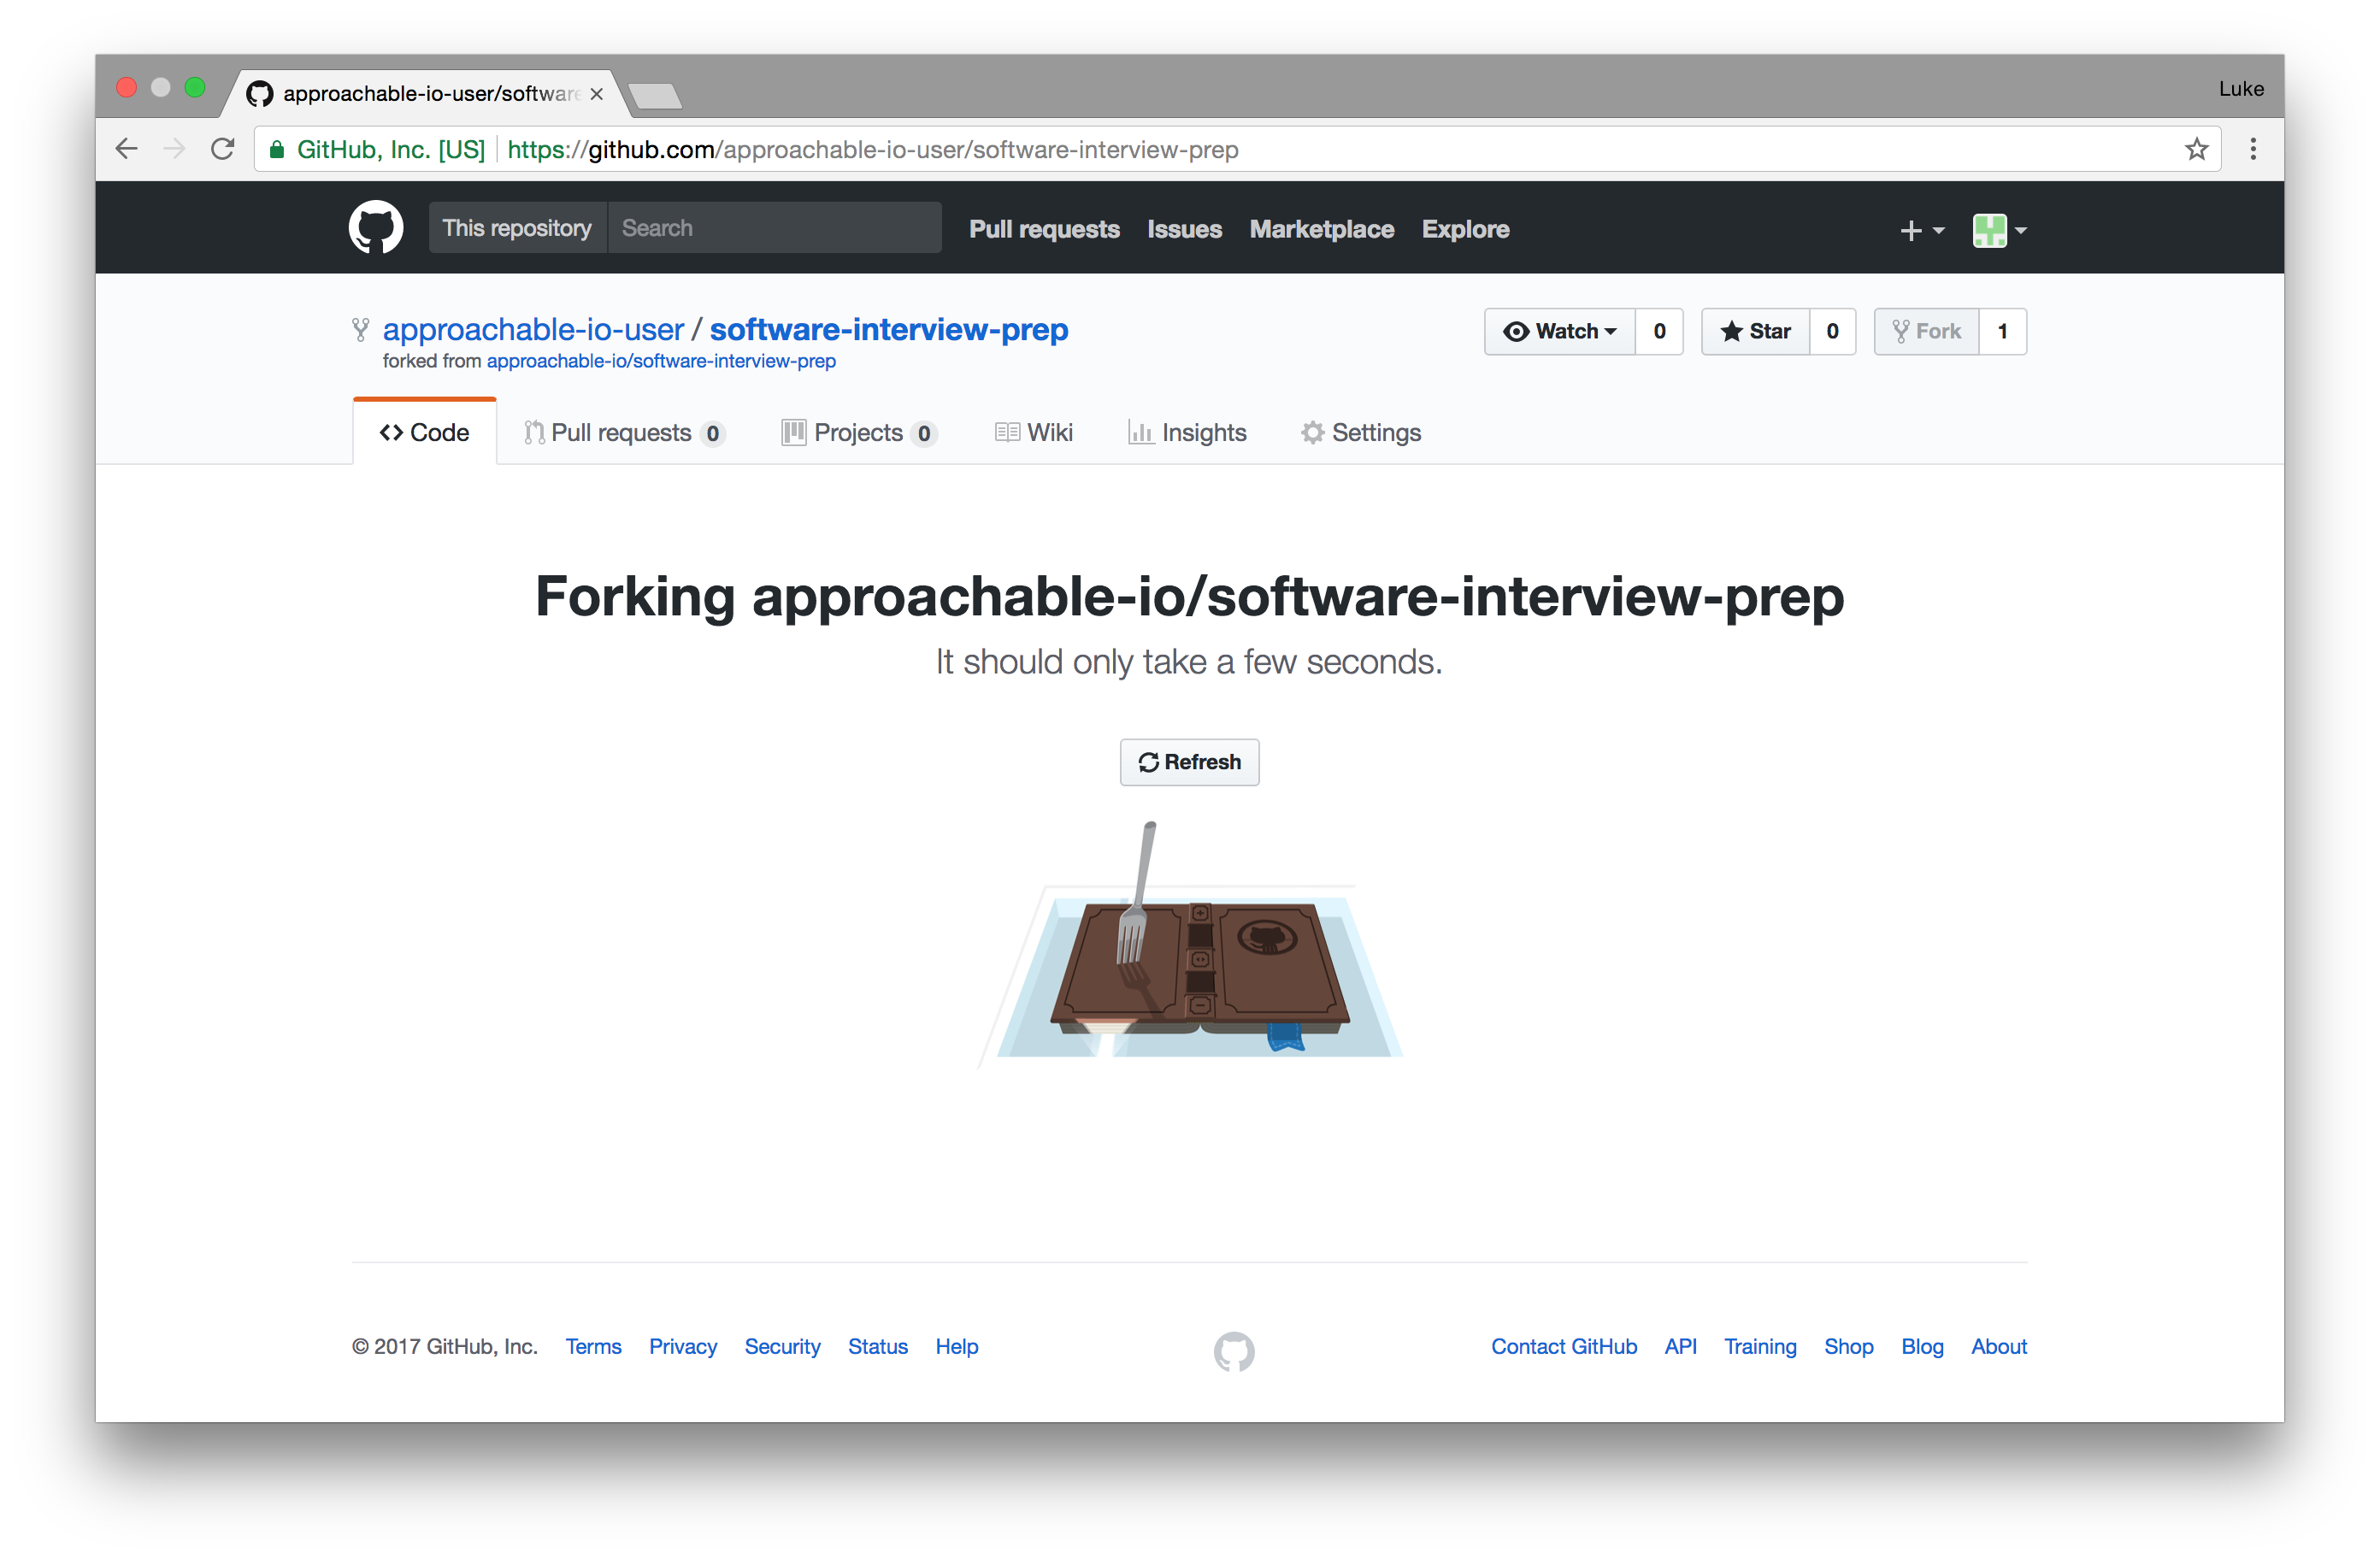 approachable-io-user/software
Luke
GitHub, Inc. [US] https://github.com/approachable-io-user/software-interview-prep
This repository Search Pull requests Issues Marketplace Explore
approachable-io-user / software-interview-prep Watch 0 Star 0 Fork 1
forked from approachable-io/software-interview-prep
Code Pull requests 0 Projects 0 Wiki Insights Settings
Forking approachable-io/software-interview-prep
It should only take a few seconds.
Refresh
© 2017 GitHub, Inc. Terms Privacy Security Status Help Contact GitHub API Training Shop Blog About